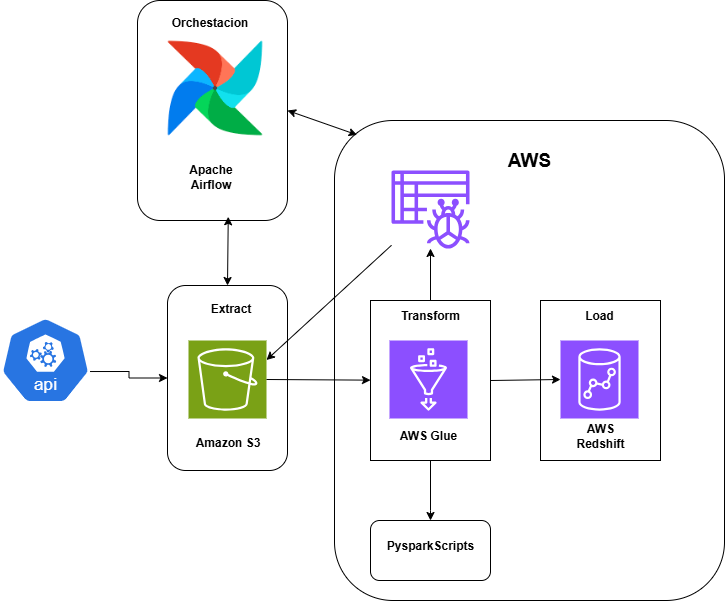 Orchestacion
Apache
Airflow
AWS
Extract
Transform
Load
api
Amazon S3
AWS Glue
AWS
Redshift
PysparkScripts